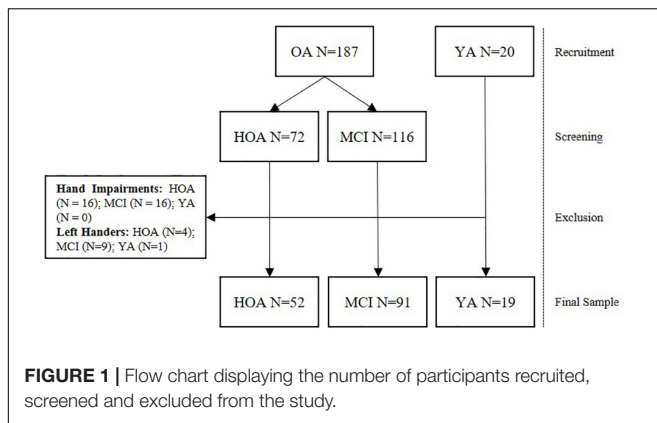 OA N=187
YA N=20
Recruitment
HOA N=72
MCI N=116
Screening
Hand Impairments: HOA
(N = 16); MCI (N = 16); YA
(N = 0)
Left Handers: HOA (N=4);
MCI (N=9); YA (N=1)
Exclusion
HOA N=52
MCI N=91
YA N=19
Final Sample
FIGURE 1 | Flow chart displaying the number of participants recruited,
screened and excluded from the study.